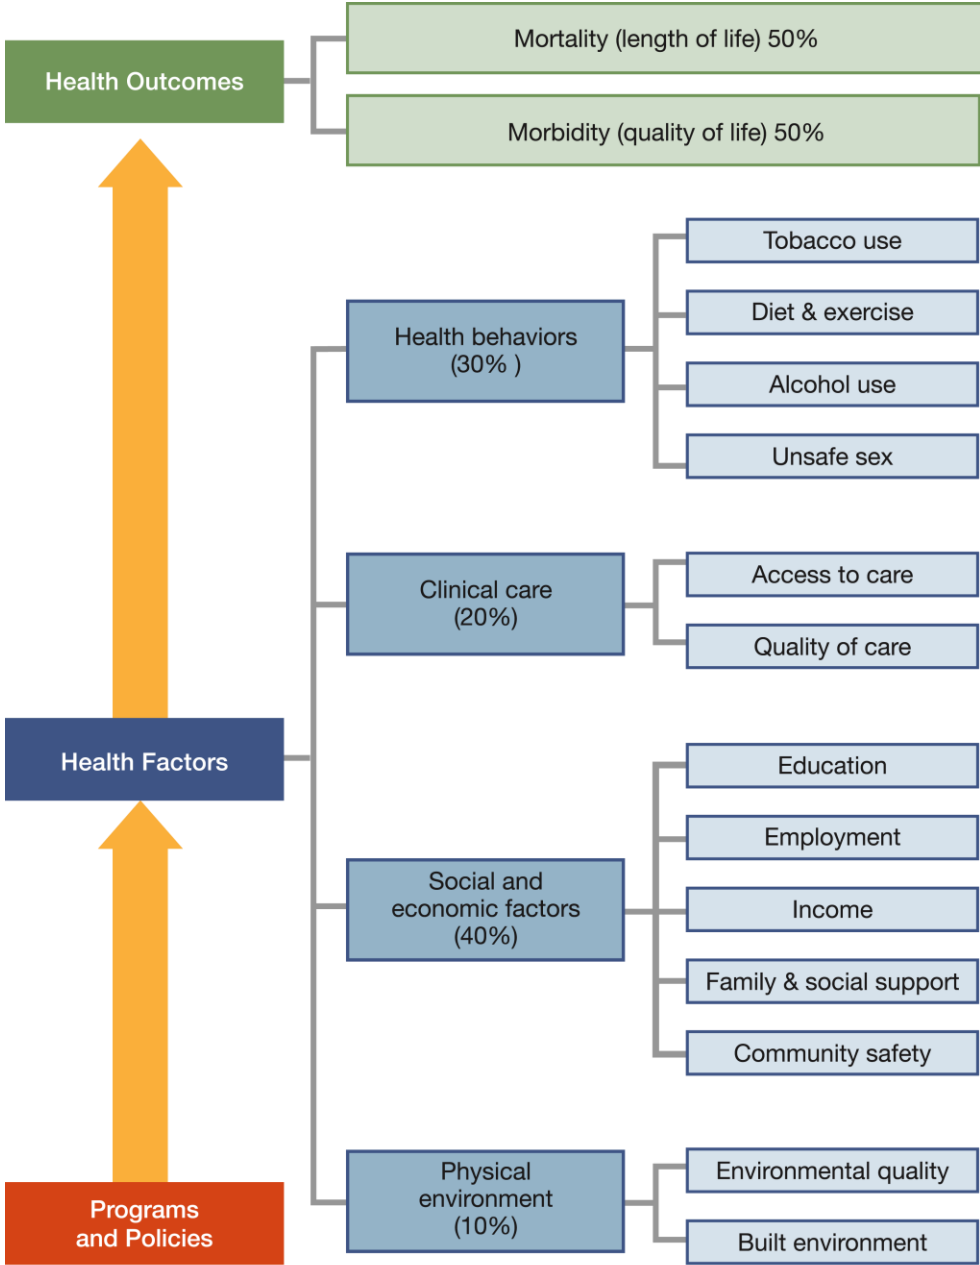 Health Outcomes
Mortality (length of life) 50%
Morbidity (quality of life) 50%
Health Factors
Health behaviors
(30% )
Tobacco use
Diet & exercise
Alcohol use
Unsafe sex
Clinical care
(20%)
Access to care
Quality of care
Social and
economic factors
(40%)
Education
Employment
Income
Family & social support
Community safety
Physical
environment
(10%)
Environmental quality
Built environment
Programs
and Policies